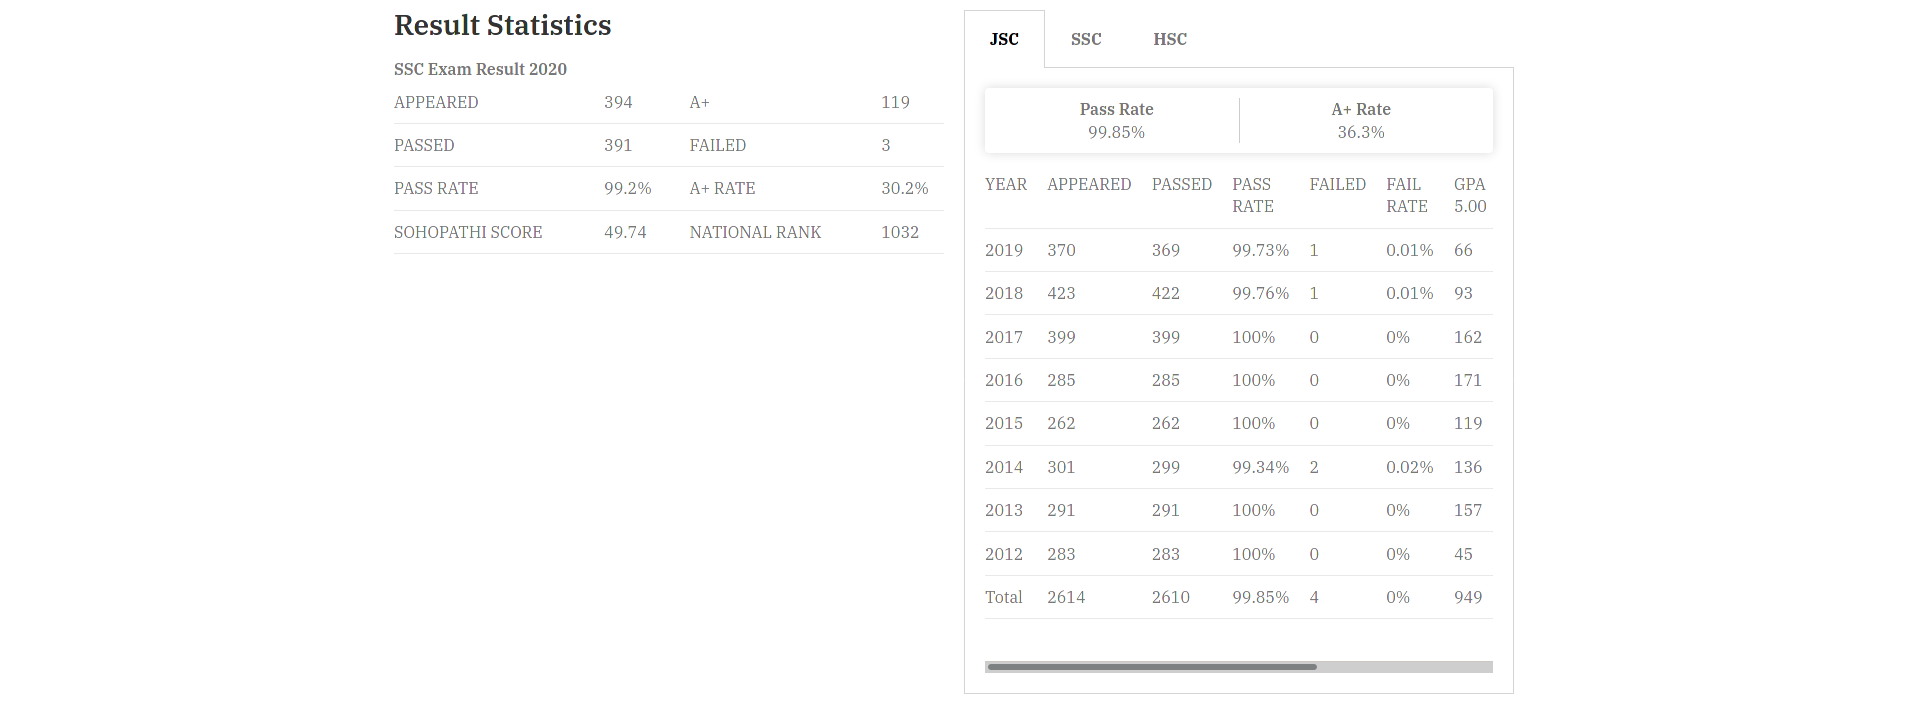 Result Statistics
SSC Exam Result 2020
APPEARED 394 A+ 119
PASSED 391 FAILED 3
PASS RATE 99.2% A+ RATE 30.2%
SOHOPATHI SCORE 49.74 NATIONAL RANK 1032
JSC SSC HSC
Pass Rate A+ Rate
99.85% 36.3%
YEAR APPEARED PASSED PASS FAILED FAIL GPA
RATE RATE 5.00
2019 370 369 99.73% 1 0.01% 66
2018 423 422 99.76% 1 0.01% 93
2017 399 399 100% 0 0% 162
2016 285 285 100% 0 0% 171
2015 262 262 100% 0 0% 119
2014 301 299 99.34% 2 0.02% 136
2013 291 291 100% 0 0% 157
2012 283 283 100% 0 0% 45
Total 2614 2610 99.85% 4 0% 949